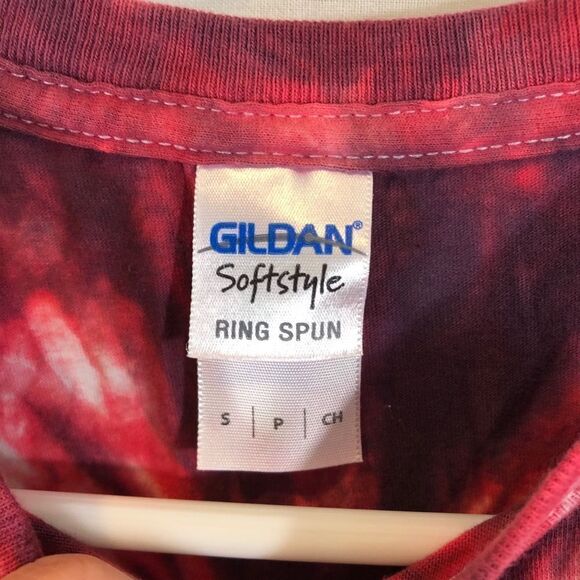 GILDAN®
Softstyle
RING SPUN
S | P | CH